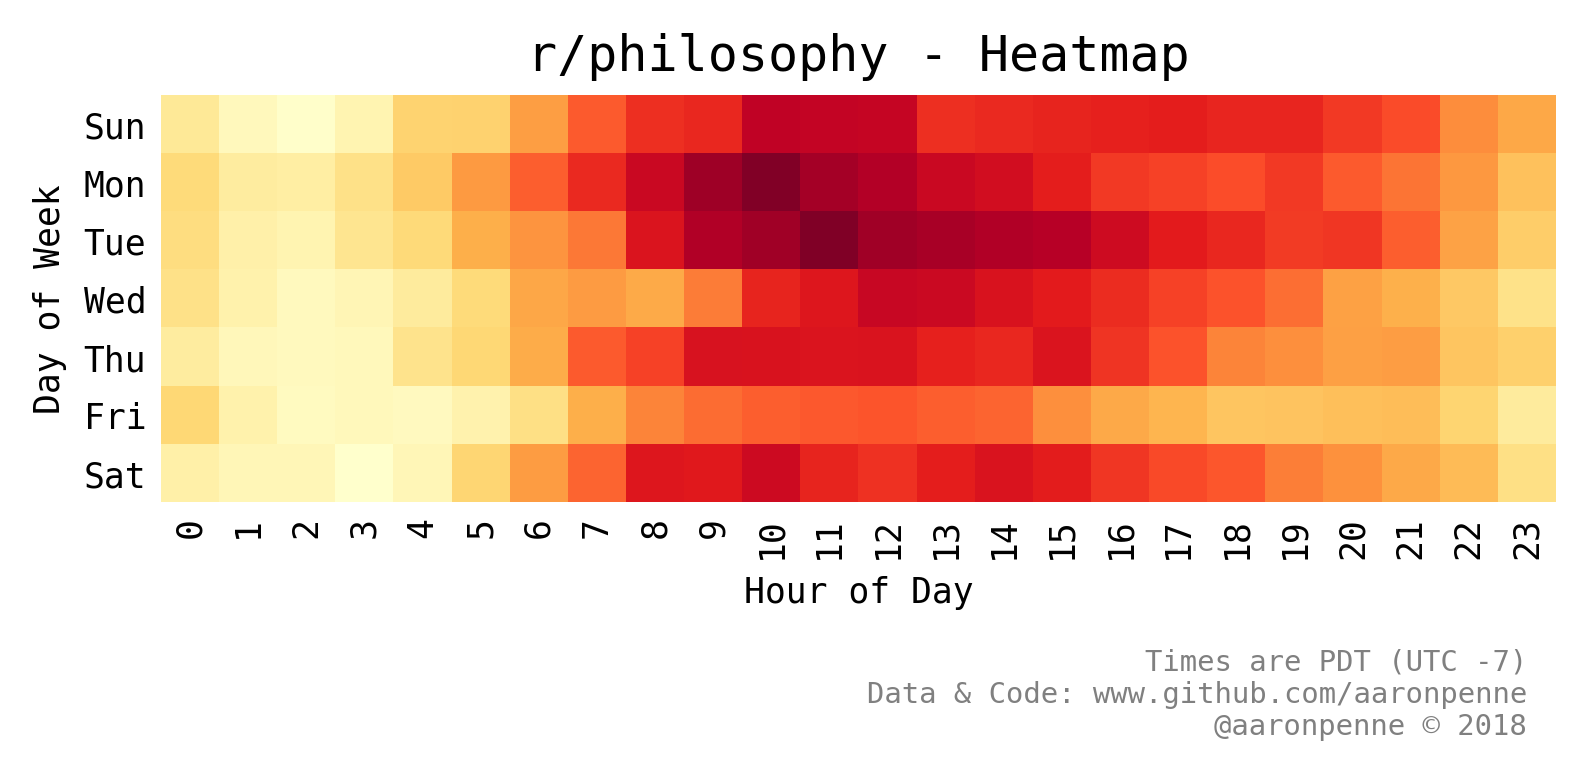 r/philosophy - Heatmap
Day of Week
Sun
Mon
Tue
Wed
Thu
Fri
Sat
0 1 2 3 4 5 6 7 8 9 10 11 12 13 14 15 16 17 18 19 20 21 22 23
Hour of Day
Times are PDT (UTC -7)
Data & Code: www.github.com/aaronpenne
@aaronpenne © 2018